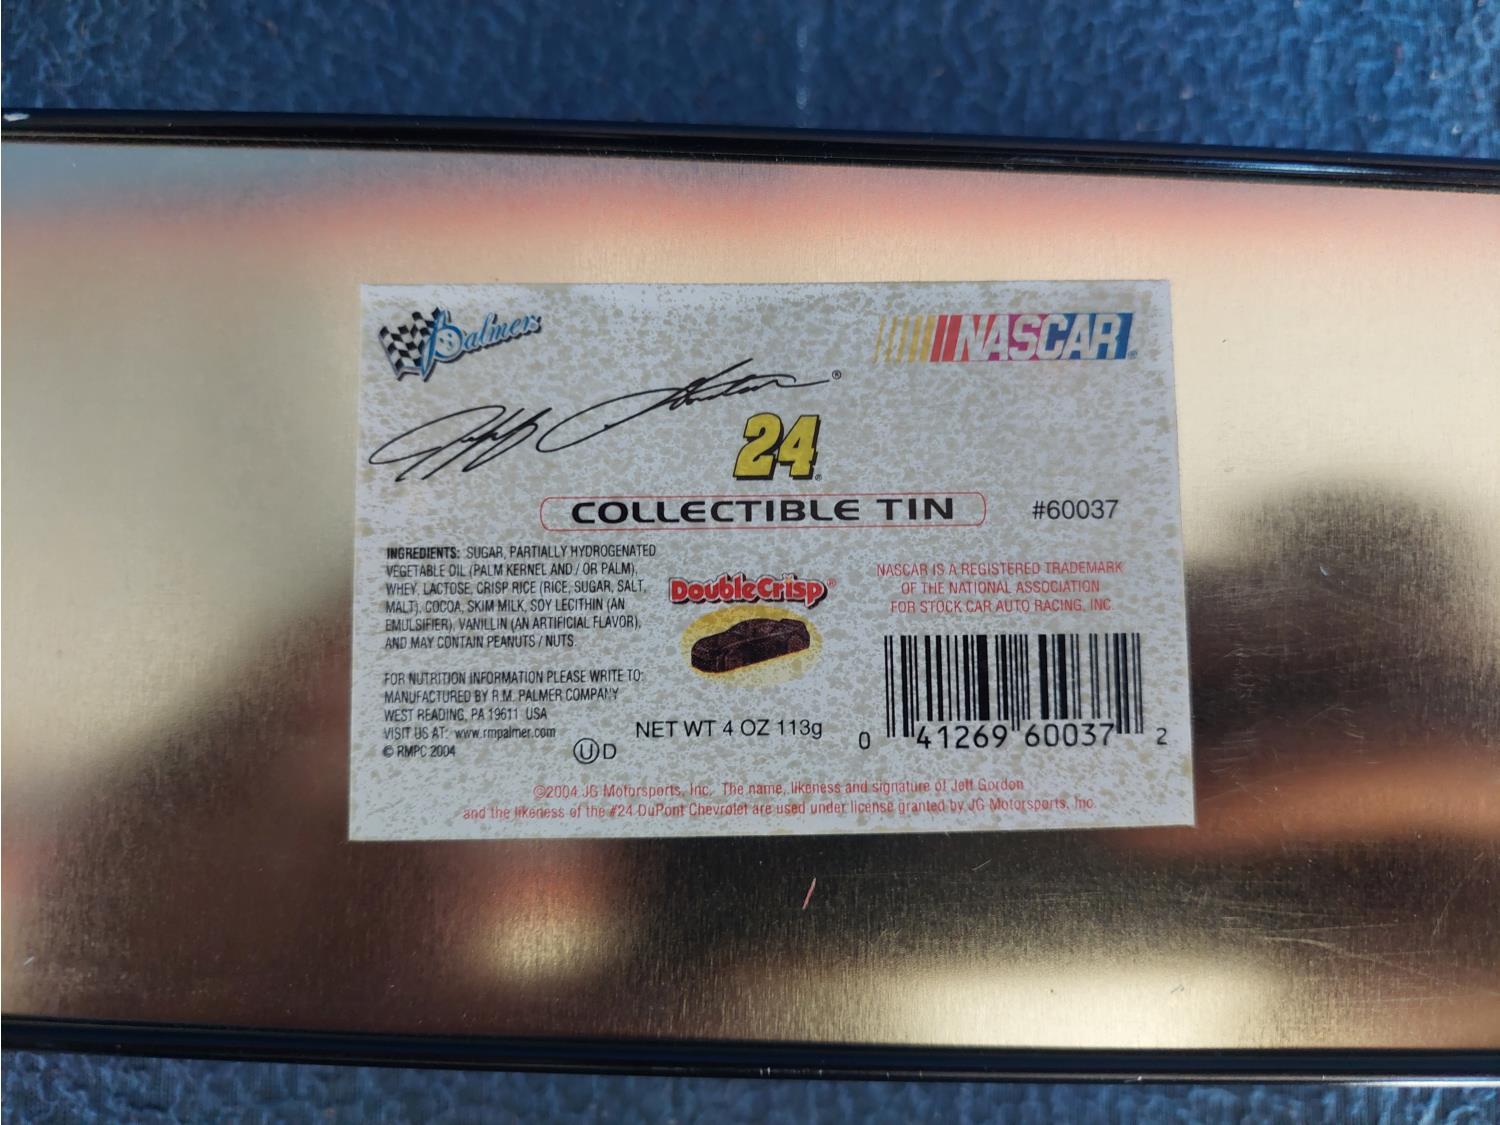 Palmers
NASCAR®
Jeff Gordon®
24®
COLLECTIBLE TIN
#60037
INGREDIENTS: SUGAR, PARTIALLY HYDROGENATED
VEGETABLE OIL (PALM KERNEL AND / OR PALM),
WHEY, LACTOSE, CRISP RICE (RICE, SUGAR, SALT,
MALT), COCOA, SKIM MILK, SOY LECITHIN (AN
EMULSIFIER), VANILLIN (AN ARTIFICIAL FLAVOR),
AND MAY CONTAIN PEANUTS / NUTS.
FOR NUTRITION INFORMATION PLEASE WRITE TO:
MANUFACTURED BY R.M. PALMER COMPANY
WEST READING, PA 19611 USA
VISIT US AT: www.rmpalmer.com
© RMPC 2004
U D
DoubleCrisp®
NET WT 4 OZ 113g
NASCAR IS A REGISTERED TRADEMARK
OF THE NATIONAL ASSOCIATION
FOR STOCK CAR AUTO RACING, INC.
0 41269 60037 2
©2004 JG Motorsports, Inc. The name, likeness and signature of Jeff Gordon
and the likeness of the #24 DuPont Chevrolet are used under license granted by JG Motorsports, Inc.